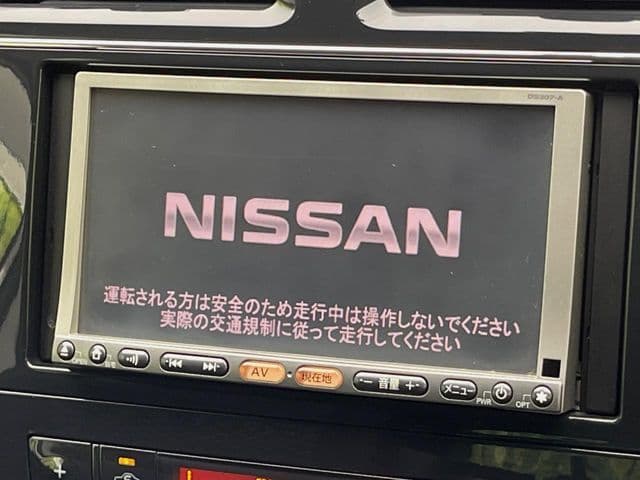 DS307-A
NISSAN
運転される方は安全のため走行中は操作しないでください
実際の交通規制に従って走行してください
AV
現在地
− 音量 +
メニュー
PWR
OPT
+